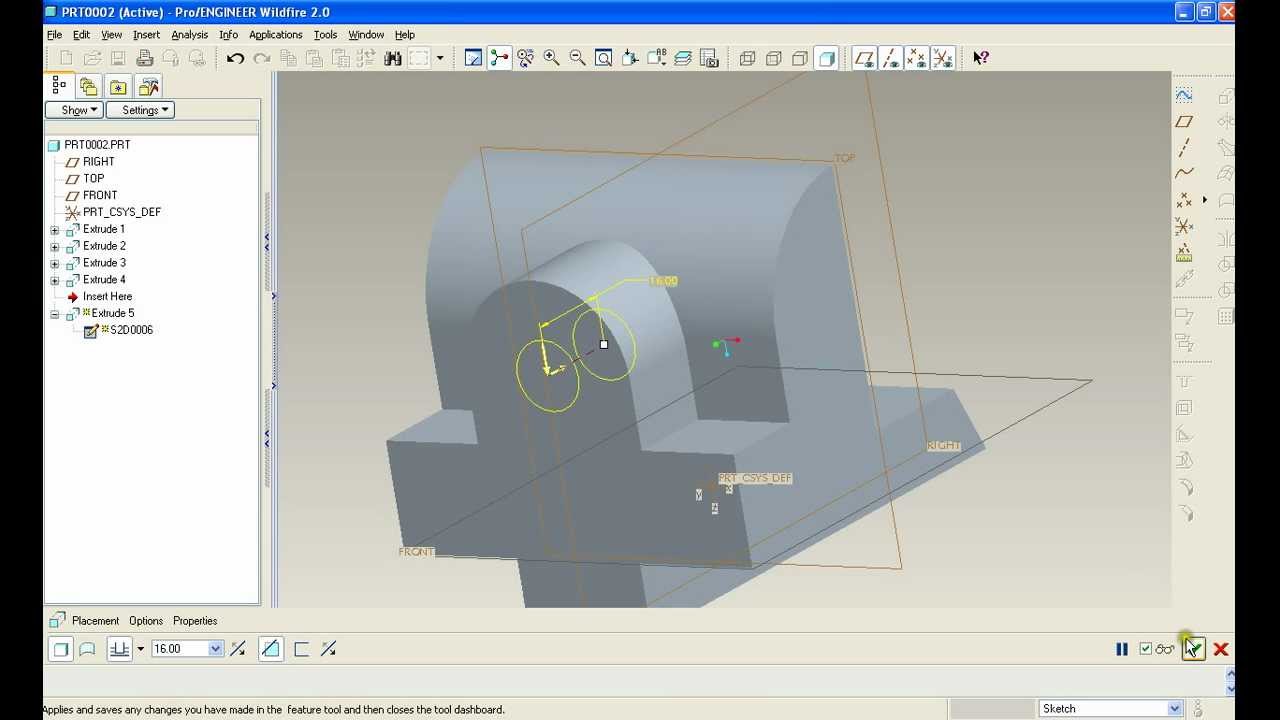 PRT0002 (Active) - Pro/ENGINEER Wildfire 2.0
File Edit View Insert Analysis Info Applications Tools Window Help
Show Settings
PRT0002.PRT
RIGHT
TOP
FRONT
PRT_CSYS_DEF
Extrude 1
Extrude 2
Extrude 3
Extrude 4
Insert Here
Extrude 5
S2D0006
TOP
16.00
RIGHT
PRT_CSYS_DEF
X
Y
Z
FRONT
Placement Options Properties
16.00
Applies and saves any changes you have made in the feature tool and then closes the tool dashboard.
Sketch